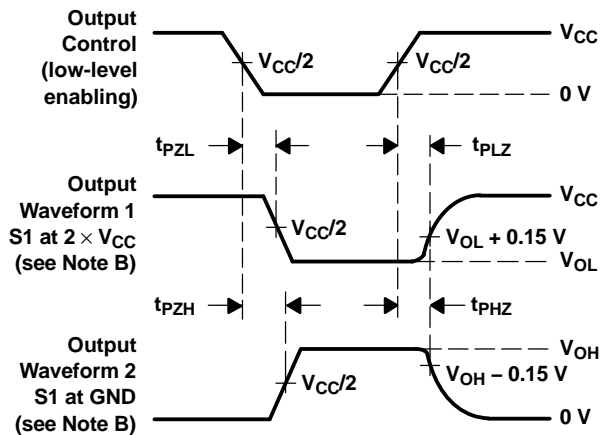 Output
Control
(low-level
enabling)
VCC/2
VCC/2
VCC
0 V
tPZL
tPLZ
Output
Waveform 1
S1 at 2 × VCC
(see Note B)
VCC/2
VCC
VOL + 0.15 V
VOL
tPZH
tPHZ
Output
Waveform 2
S1 at GND
(see Note B)
VCC/2
VOH
VOH − 0.15 V
0 V